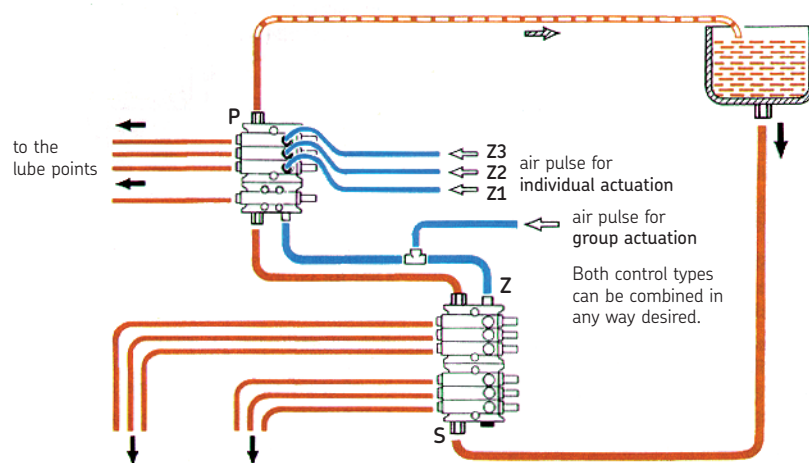 P
to the
lube points
Z3
Z2
Z1
air pulse for
individual actuation
air pulse for
group actuation
Z
Both control types
can be combined in
any way desired.
S